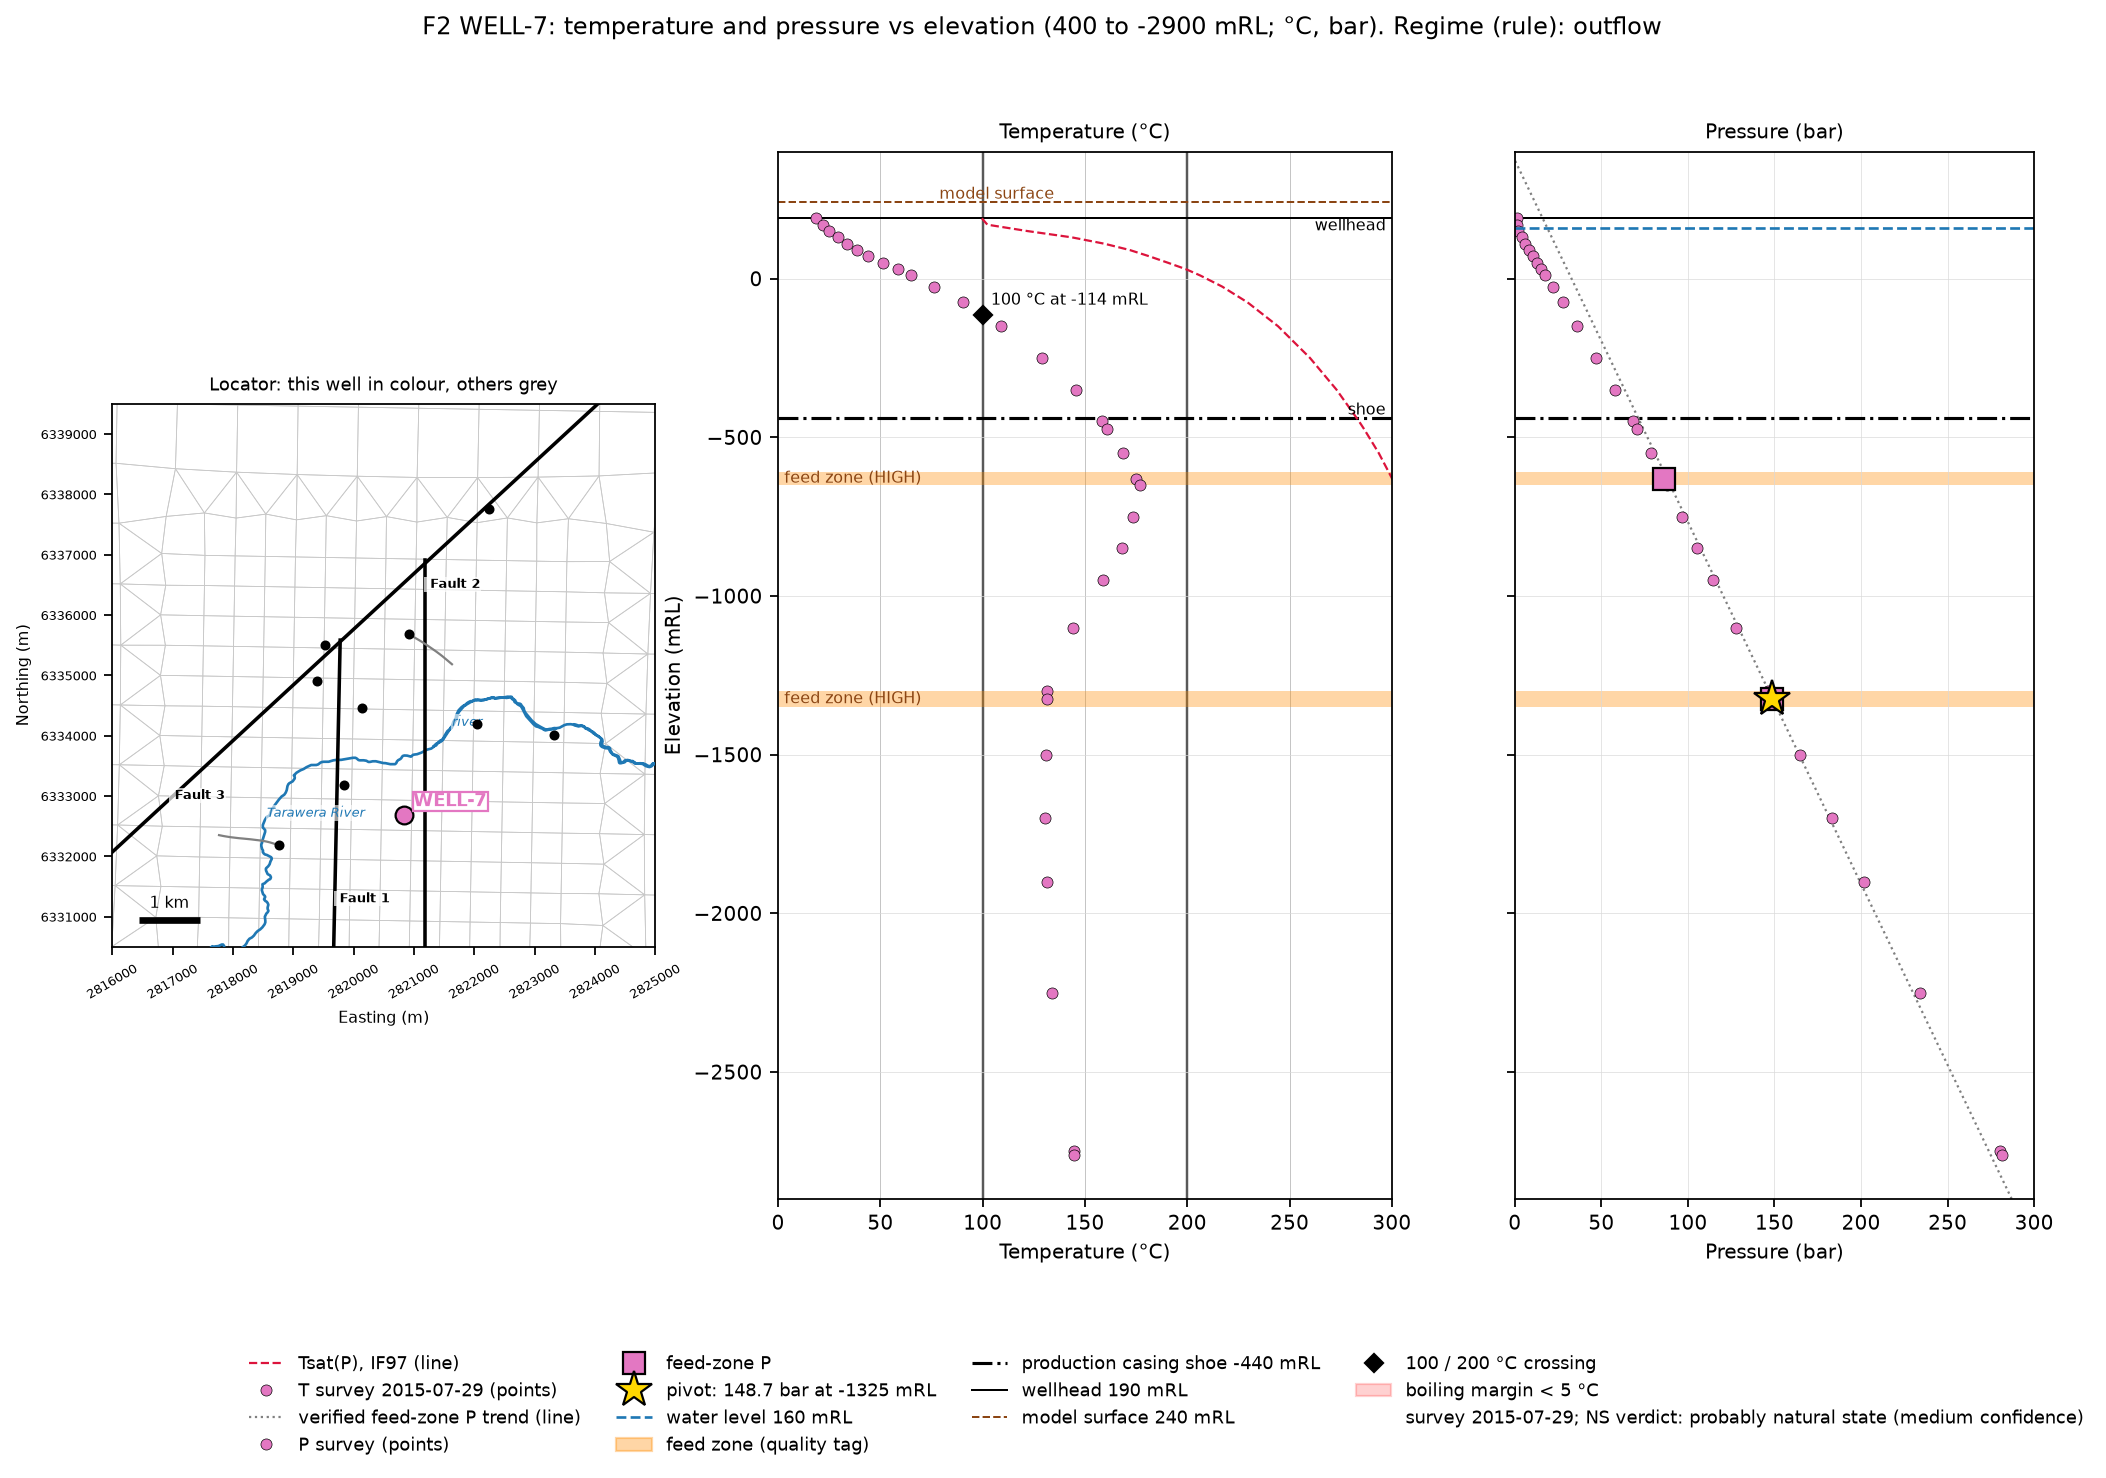 F2 WELL-7: temperature and pressure vs elevation (400 to -2900 mRL; °C, bar). Regime (rule): outflow
Locator: this well in colour, others grey
Northing (m)
6339000
6338000
6337000
6336000
6335000
6334000
6333000
6332000
6331000
Fault 2
river
WELL-7
Fault 3
Tarawera River
Fault 1
1 km
2816000
2817000
2818000
2819000
2820000
2821000
2822000
2823000
2824000
2825000
Easting (m)
Temperature (°C)
Elevation (mRL)
0
−500
−1000
−1500
−2000
−2500
model surface
wellhead
100 °C at -114 mRL
shoe
feed zone (HIGH)
feed zone (HIGH)
0 50 100 150 200 250 300
Temperature (°C)
Pressure (bar)
0 50 100 150 200 250 300
Pressure (bar)
Tsat(P), IF97 (line)
T survey 2015-07-29 (points)
verified feed-zone P trend (line)
P survey (points)
feed-zone P
pivot: 148.7 bar at -1325 mRL
water level 160 mRL
feed zone (quality tag)
production casing shoe -440 mRL
wellhead 190 mRL
model surface 240 mRL
100 / 200 °C crossing
boiling margin < 5 °C
survey 2015-07-29; NS verdict: probably natural state (medium confidence)